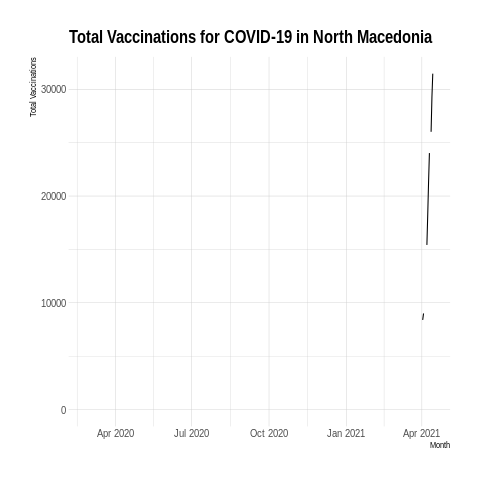 Total Vaccinations for COVID-19 in North Macedonia
Total Vaccinations
30000
20000
10000
0
Apr 2020 Jul 2020 Oct 2020 Jan 2021 Apr 2021
Month